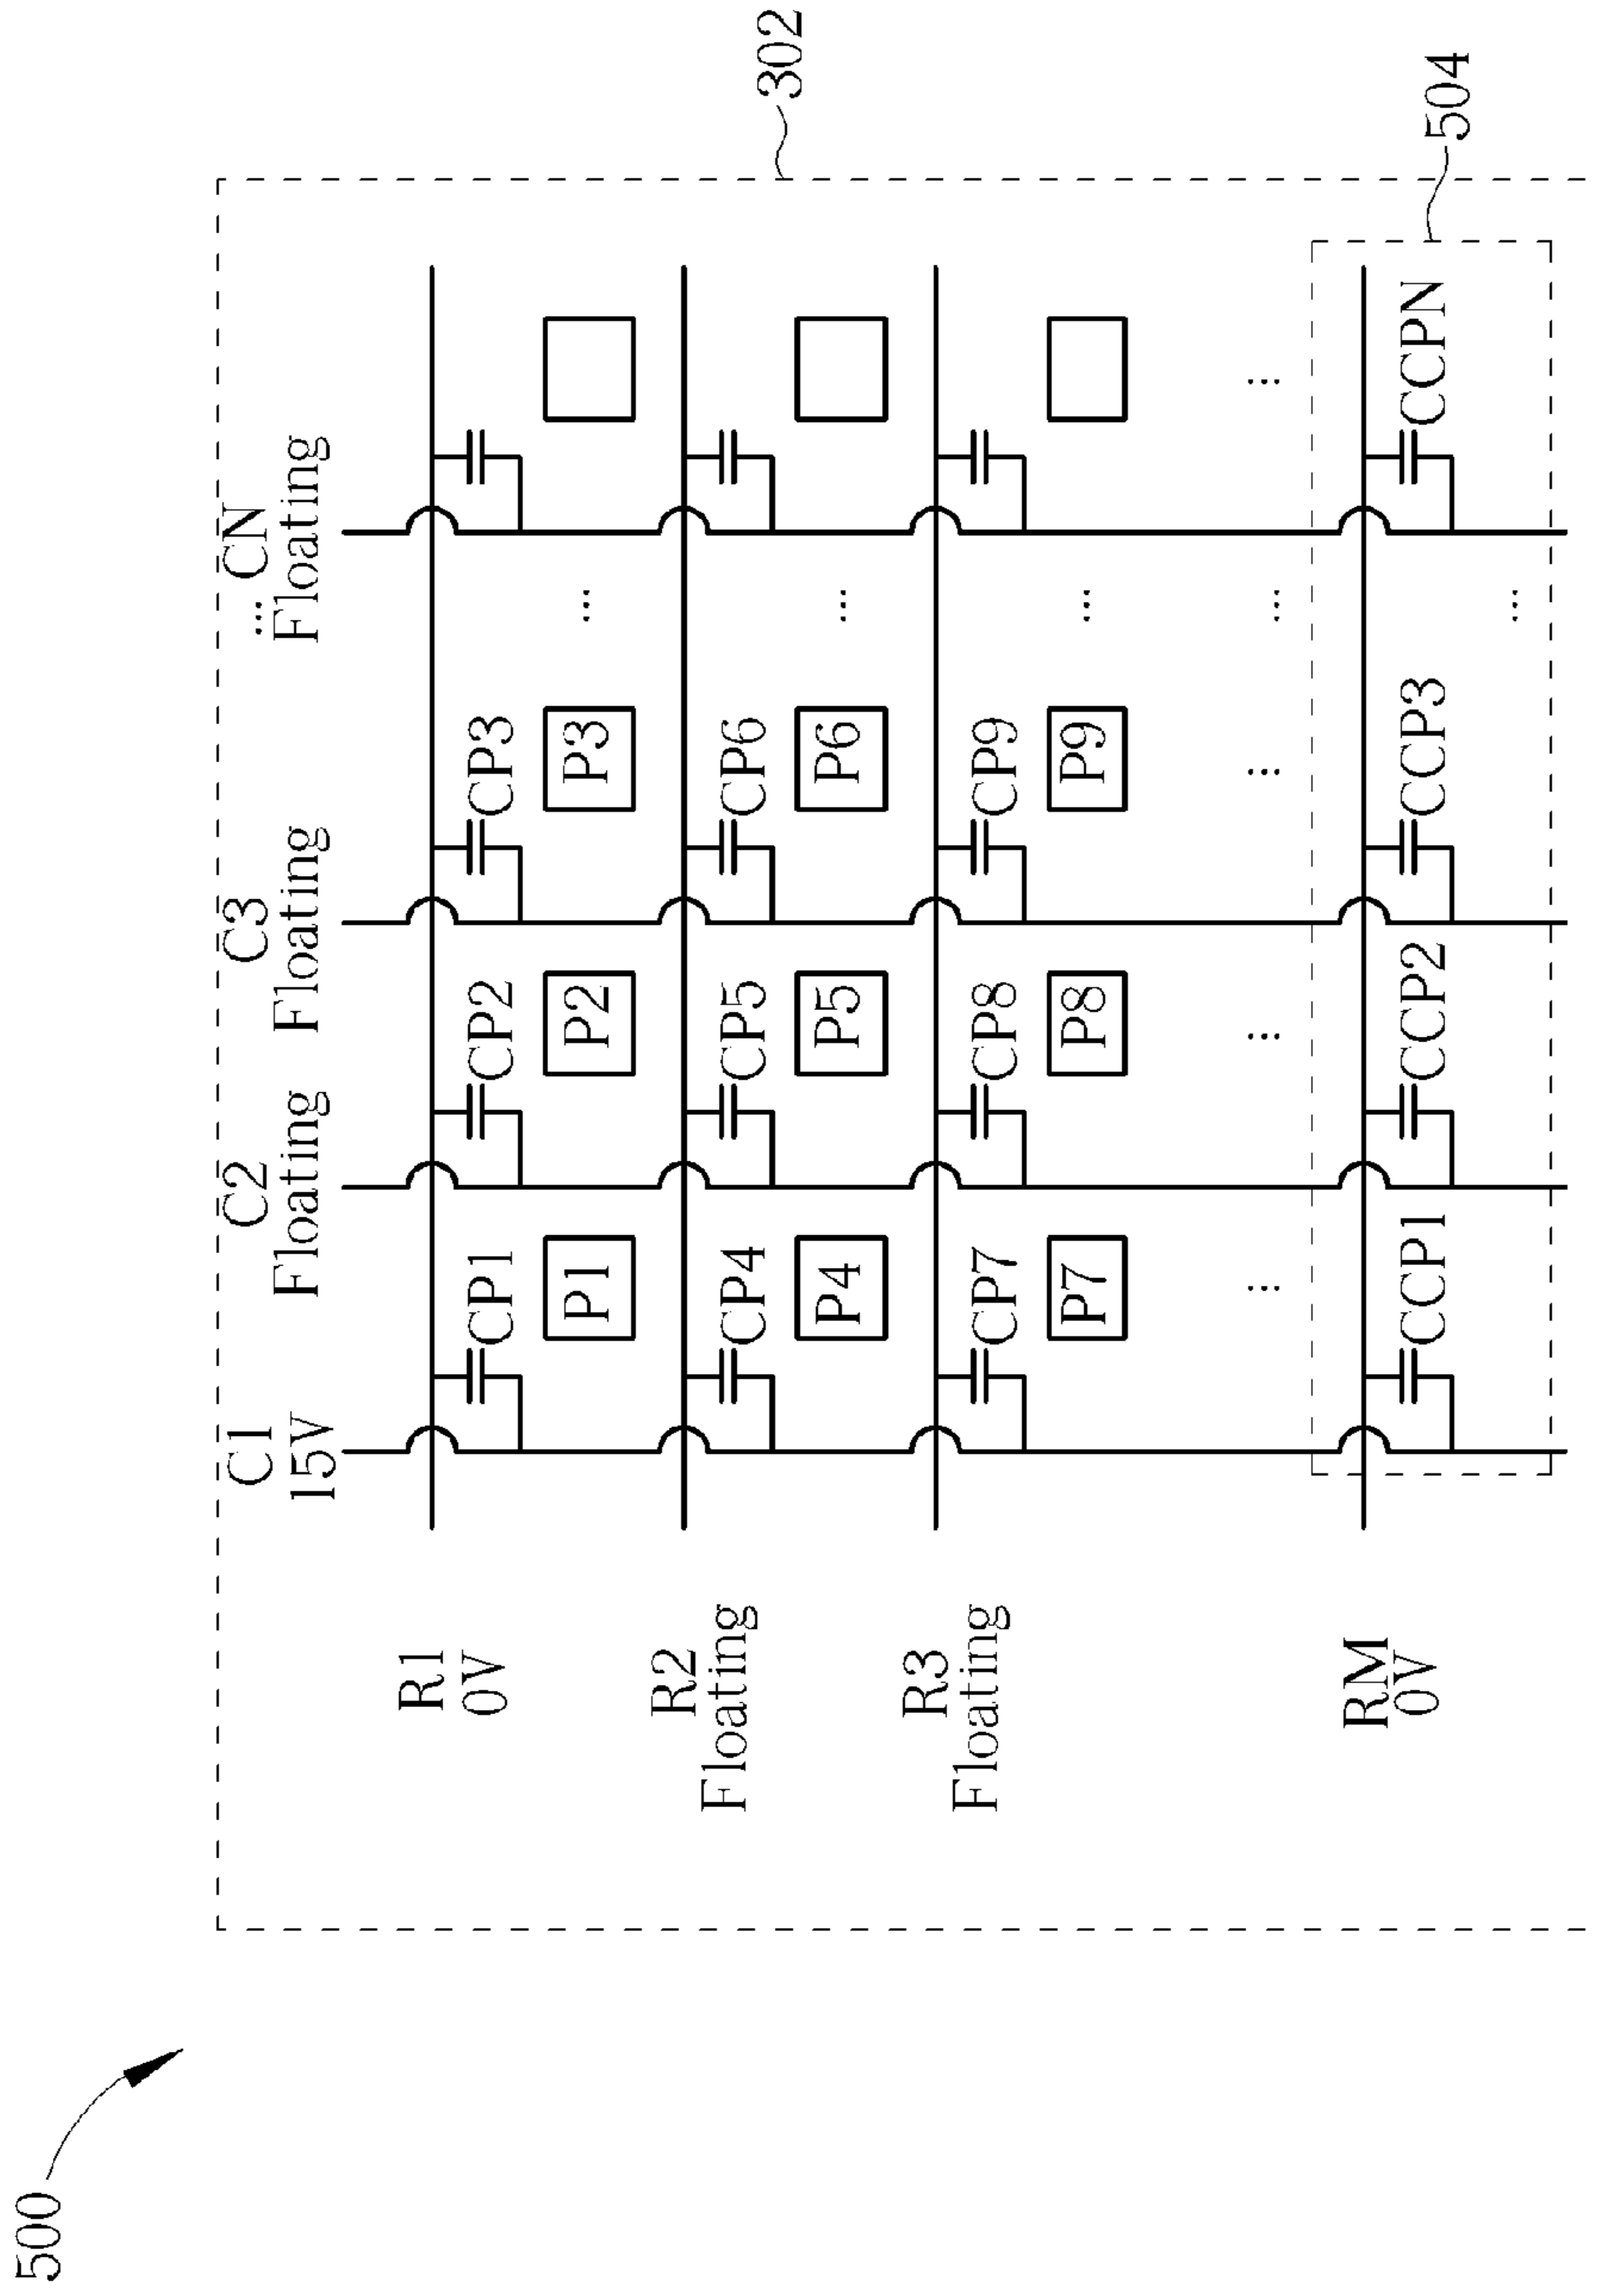 500
302
C1
15V
C2
Floating
C3
Floating
...
CN
Floating
R1
0V
CP1
CP2
CP3
P1
P2
P3
...
R2
Floating
CP4
CP5
CP6
P4
P5
P6
...
R3
Floating
CP7
CP8
CP9
P7
P8
P9
...
...
...
...
...
...
RM
0V
CCP1
CCP2
CCP3
CCPN
...
504